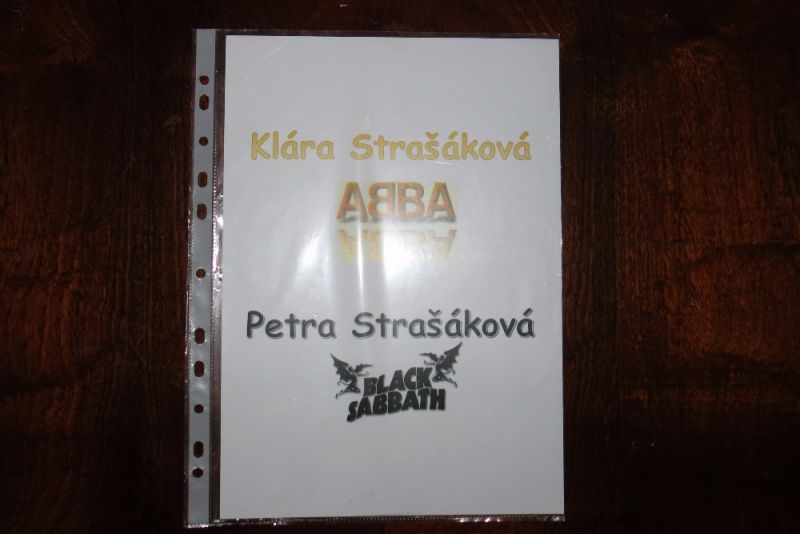 Klára Strašáková
ABBA
Petra Strašáková
BLACK
SABBATH